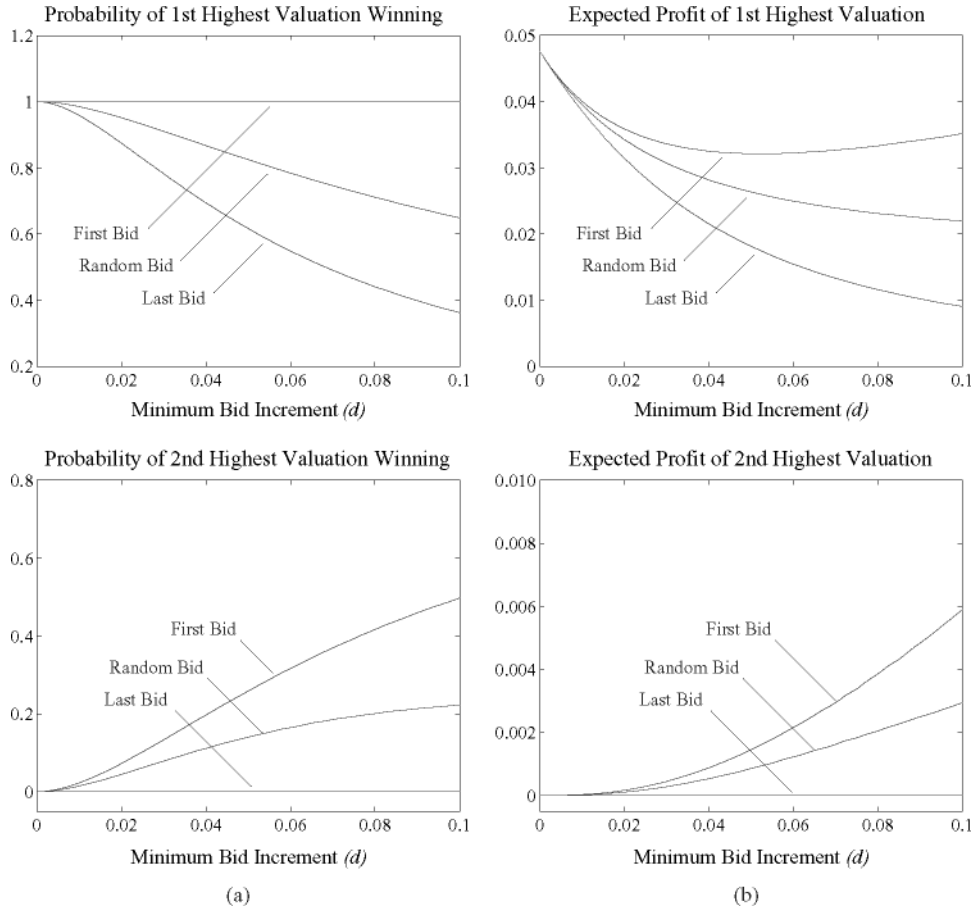 Probability of 1st Highest Valuation Winning
1.2
1
0.8
0.6
0.4
0.2
First Bid
Random Bid
Last Bid
0 0.02 0.04 0.06 0.08 0.1
Minimum Bid Increment (d)
Expected Profit of 1st Highest Valuation
0.05
0.04
0.03
0.02
0.01
0
First Bid
Random Bid
Last Bid
0 0.02 0.04 0.06 0.08 0.1
Minimum Bid Increment (d)
Probability of 2nd Highest Valuation Winning
0.8
0.6
0.4
0.2
0
First Bid
Random Bid
Last Bid
0 0.02 0.04 0.06 0.08 0.1
Minimum Bid Increment (d)
(a)
Expected Profit of 2nd Highest Valuation
0.010
0.008
0.006
0.004
0.002
0
First Bid
Random Bid
Last Bid
0 0.02 0.04 0.06 0.08 0.1
Minimum Bid Increment (d)
(b)